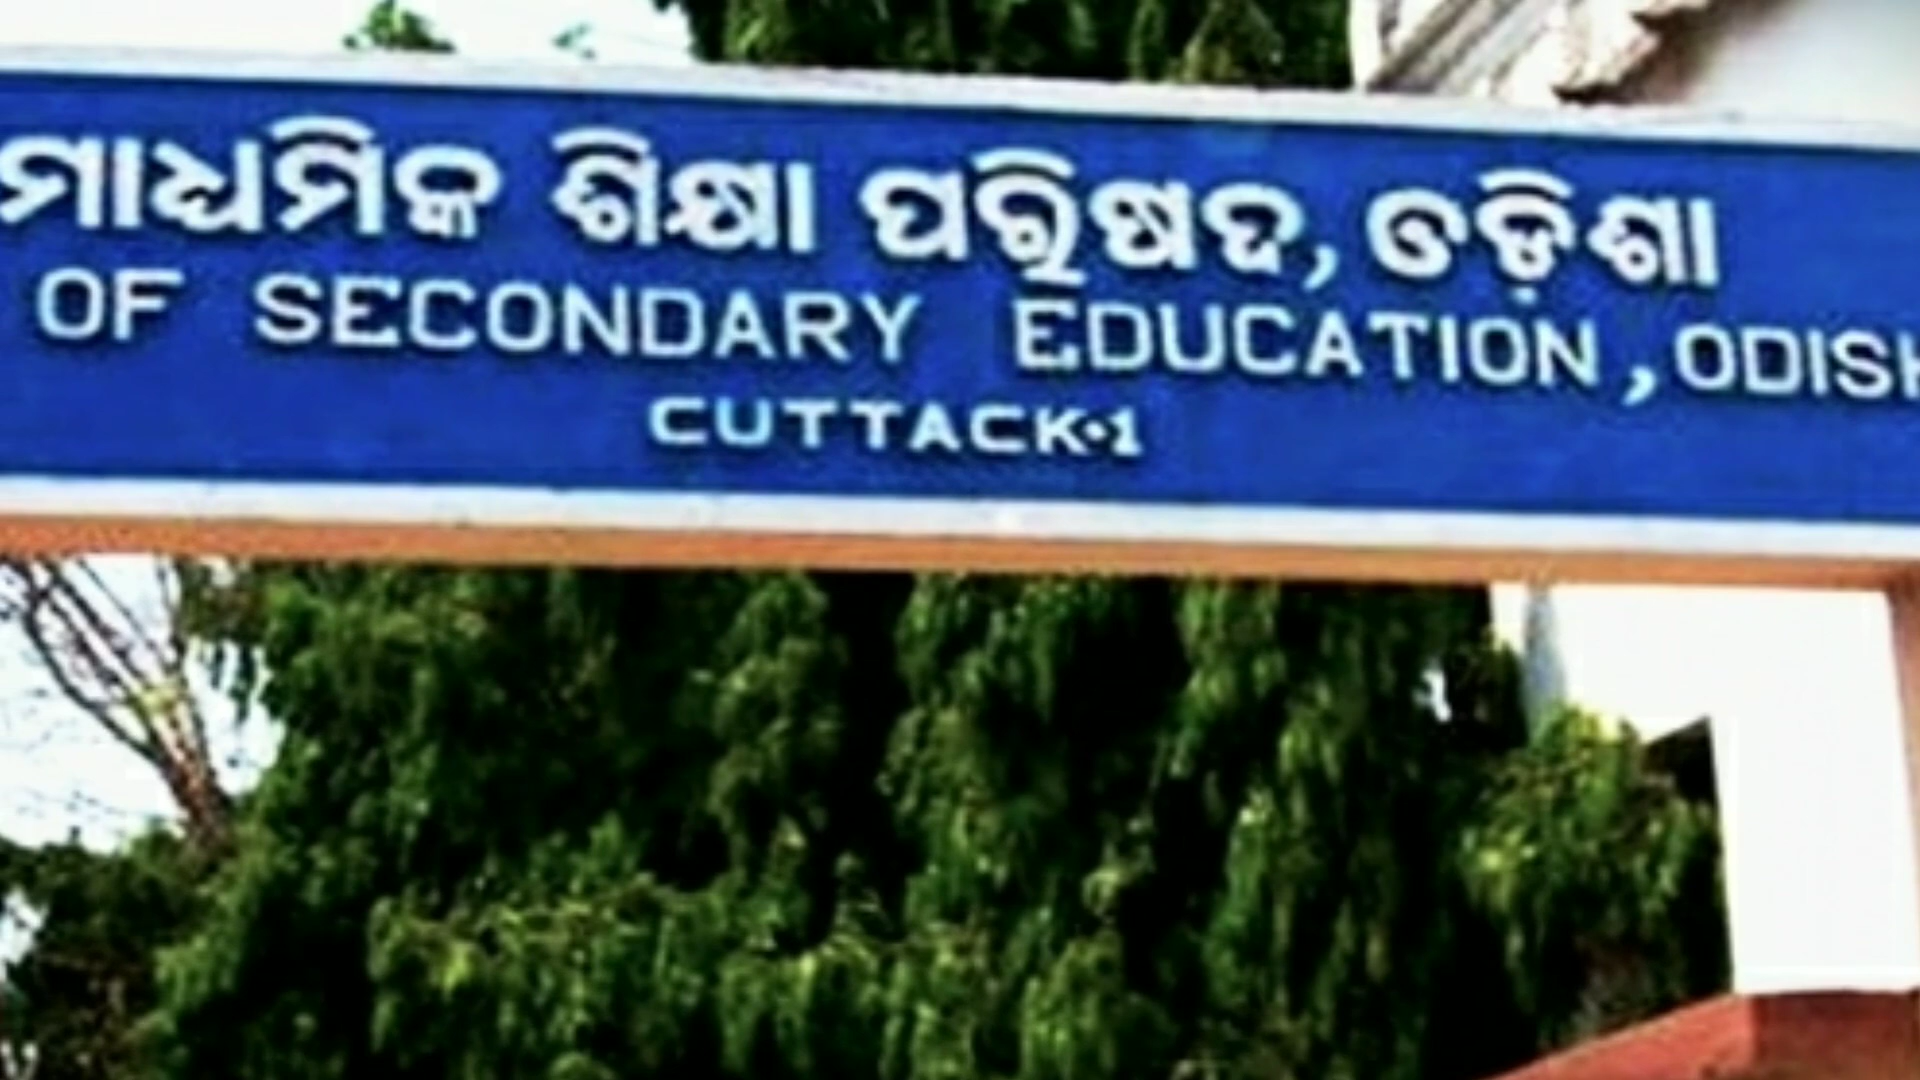 ମାଧ୍ୟମିକ ଶିକ୍ଷା ପରିଷଦ, ଓଡ଼ିଶା
OF SECONDARY EDUCATION, ODISH
CUTTACK•1